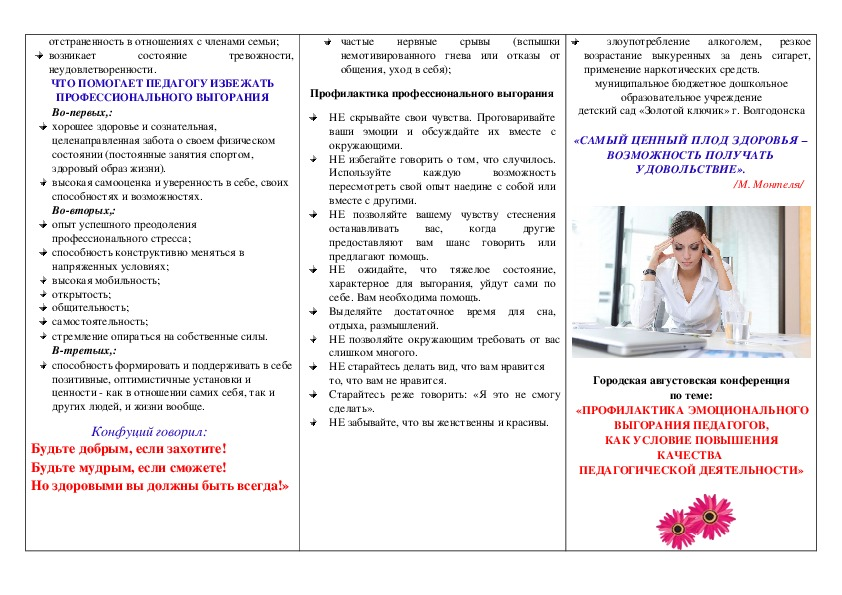 отстраненность в отношениях с членами семьи;
возникает состояние тревожности,
неудовлетворенности.
ЧТО ПОМОГАЕТ ПЕДАГОГУ ИЗБЕЖАТЬ
ПРОФЕССИОНАЛЬНОГО ВЫГОРАНИЯ
Во-первых,:
хорошее здоровье и сознательная,
целенаправленная забота о своем физическом
состоянии (постоянные занятия спортом,
здоровый образ жизни).
высокая самооценка и уверенность в себе, своих
способностях и возможностях.
Во-вторых,:
опыт успешного преодоления
профессионального стресса;
способность конструктивно меняться в
напряженных условиях;
высокая мобильность;
открытость;
общительность;
самостоятельность;
стремление опираться на собственные силы.
В-третьих,:
способность формировать и поддерживать в себе
позитивные, оптимистичные установки и
ценности - как в отношении самих себя, так и
других людей, и жизни вообще.
Конфуций говорил:
Будьте добрым, если захотите!
Будьте мудрым, если сможете!
Но здоровыми вы должны быть всегда!»
частые нервные срывы (вспышки
немотивированного гнева или отказы от
общения, уход в себя);
Профилактика профессионального выгорания
НЕ скрывайте свои чувства. Проговаривайте
ваши эмоции и обсуждайте их вместе с
окружающими.
НЕ избегайте говорить о том, что случилось.
Используйте каждую возможность
пересмотреть свой опыт наедине с собой или
вместе с другими.
НЕ позволяйте вашему чувству стеснения
останавливать вас, когда другие
предоставляют вам шанс говорить или
предлагают помощь.
НЕ ожидайте, что тяжелое состояние,
характерное для выгорания, уйдут сами по
себе. Вам необходима помощь.
Выделяйте достаточное время для сна,
отдыха, размышлений.
НЕ позволяйте окружающим требовать от вас
слишком многого.
НЕ старайтесь делать вид, что вам нравится
то, что вам не нравится.
Старайтесь реже говорить: «Я это не смогу
сделать».
НЕ забывайте, что вы женственны и красивы.
злоупотребление алкоголем, резкое
возрастание выкуренных за день сигарет,
применение наркотических средств.
муниципальное бюджетное дошкольное
образовательное учреждение
детский сад «Золотой ключик» г. Волгодонска
«САМЫЙ ЦЕННЫЙ ПЛОД ЗДОРОВЬЯ –
ВОЗМОЖНОСТЬ ПОЛУЧАТЬ
УДОВОЛЬСТВИЕ».
/М. Монтеля/
Городская августовская конференция
по теме:
«ПРОФИЛАКТИКА ЭМОЦИОНАЛЬНОГО
ВЫГОРАНИЯ ПЕДАГОГОВ,
КАК УСЛОВИЕ ПОВЫШЕНИЯ
КАЧЕСТВА
ПЕДАГОГИЧЕСКОЙ ДЕЯТЕЛЬНОСТИ»